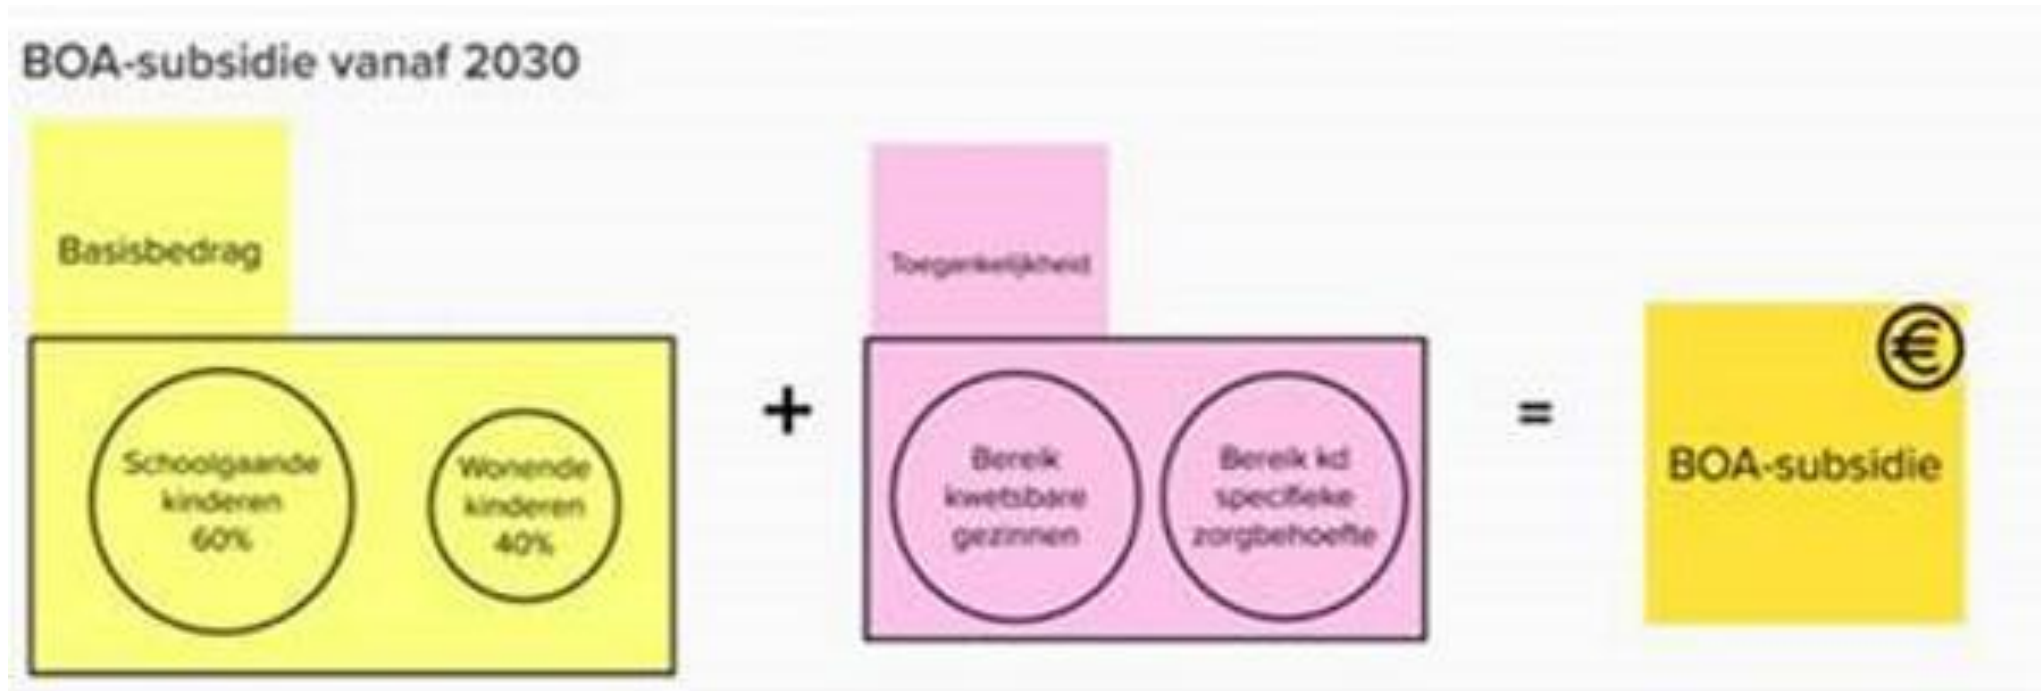 BOA-subsidie vanaf 2030
Basisbedrag
Schoolgaande
kinderen
60%
Wonende
kinderen
40%
+
Toegankelijkheid
Bereik
kwetsbare
gezinnen
Bereik kd
specifieke
zorgbehoefte
=
€
BOA-subsidie